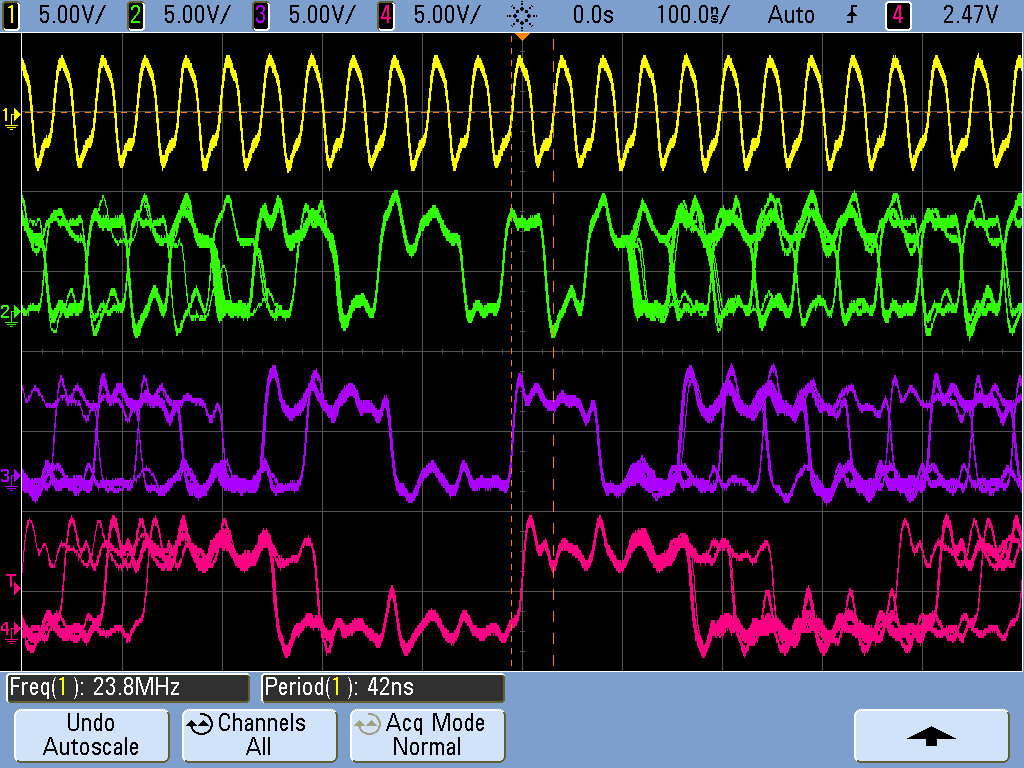 1 5.00V/ 2 5.00V/ 3 5.00V/ 4 5.00V/ 0.0s 100.0ns/ Auto 4 2.47V
1
2
3
T
4
Freq(1): 23.8MHz Period(1): 42ns
Undo Autoscale
Channels All
Acq Mode Normal